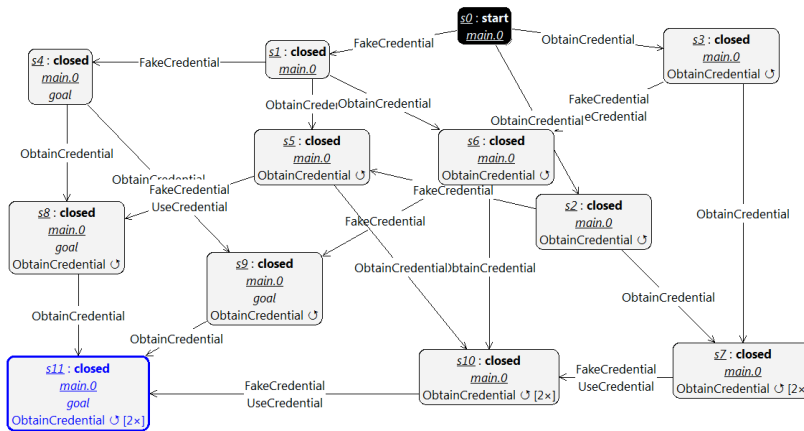 s0 : start
main.0
s3 : closed
main.0
ObtainCredential ↺
FakeCredential
ObtainCredential
s1 : closed
main.0
s4 : closed
main.0
goal
FakeCredential
ObtainCredential
FakeCredential
ObtainCredential
s5 : closed
main.0
ObtainCredential ↺
s6 : closed
main.0
ObtainCredential ↺
ObtainCredential
ObtainCredential
FakeCredential
UseCredential
FakeCredential
s2 : closed
main.0
ObtainCredential ↺
s8 : closed
main.0
goal
ObtainCredential ↺
FakeCredential
ObtainCredential
s9 : closed
main.0
goal
ObtainCredential ↺
ObtainCredential
ObtainCredential
ObtainCredential
ObtainCredential
s11 : closed
main.0
goal
ObtainCredential ↺ [2×]
FakeCredential
UseCredential
s10 : closed
main.0
ObtainCredential ↺ [2×]
FakeCredential
UseCredential
s7 : closed
main.0
ObtainCredential ↺ [2×]